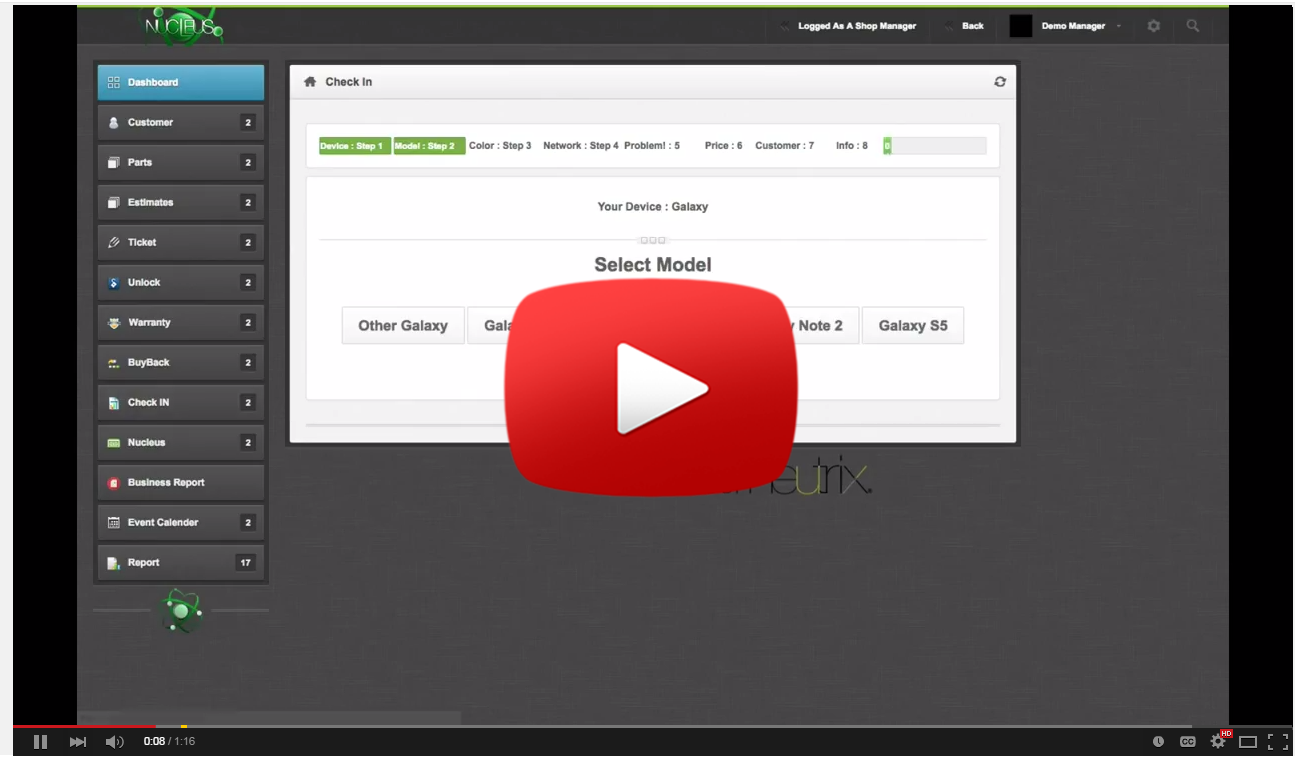 NUCLEUS
Logged As A Shop Manager
Back
Demo Manager
Dashboard
Customer 2
Parts 2
Estimates 2
Ticket 2
Unlock 2
Warranty 2
BuyBack 2
Check IN 2
Nucleus 2
Business Report
Event Calender 2
Report 17
Check In
Device : Step 1 Model : Step 2 Color : Step 3 Network : Step 4 Problem! : 5 Price : 6 Customer : 7 Info : 8 0
Your Device : Galaxy
Select Model
Other Galaxy Gala Note 2 Galaxy S5
eutrix
0:08 / 1:16 CC HD